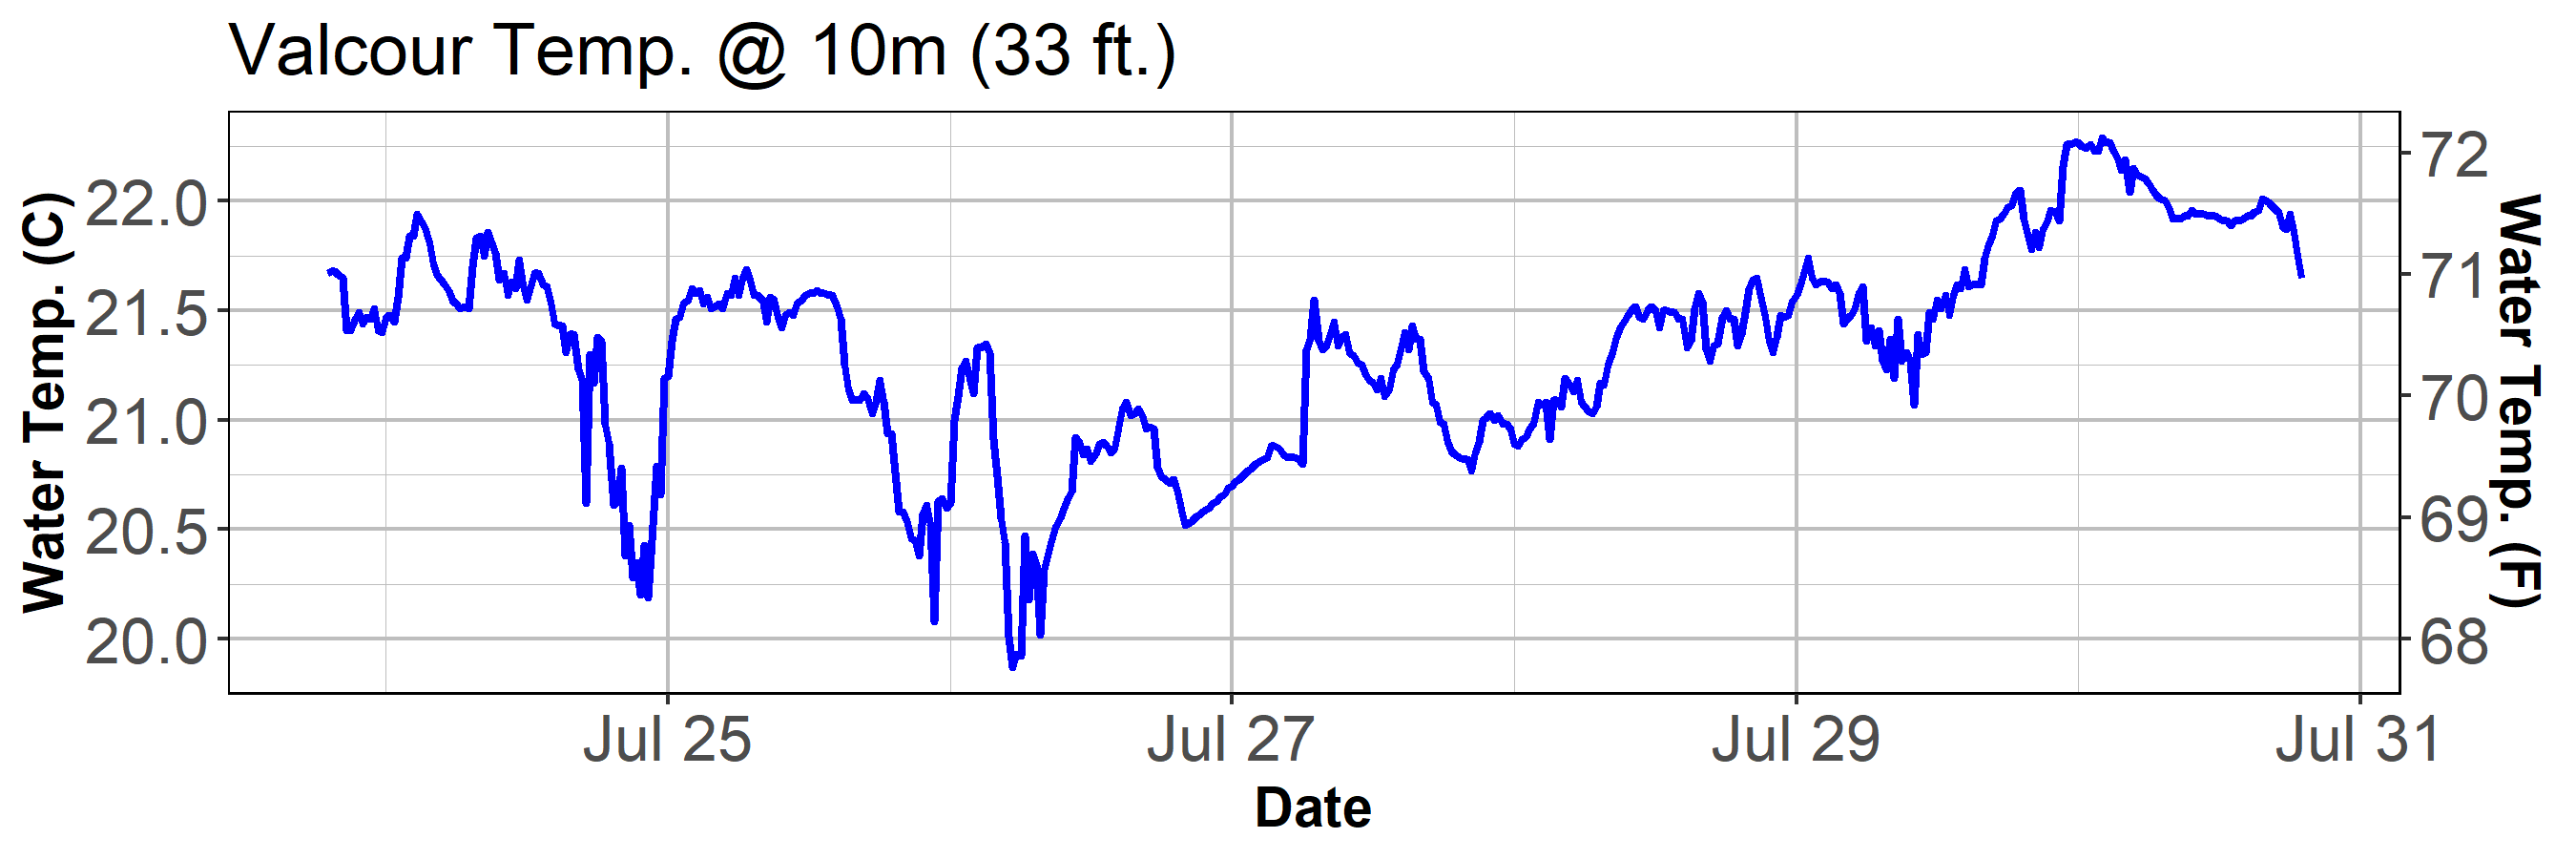 Valcour Temp. @ 10m (33 ft.)
Water Temp. (C)
22.0
21.5
21.0
20.5
20.0
72
71
70
69
68
Water Temp. (F)
Jul 25
Jul 27
Jul 29
Jul 31
Date